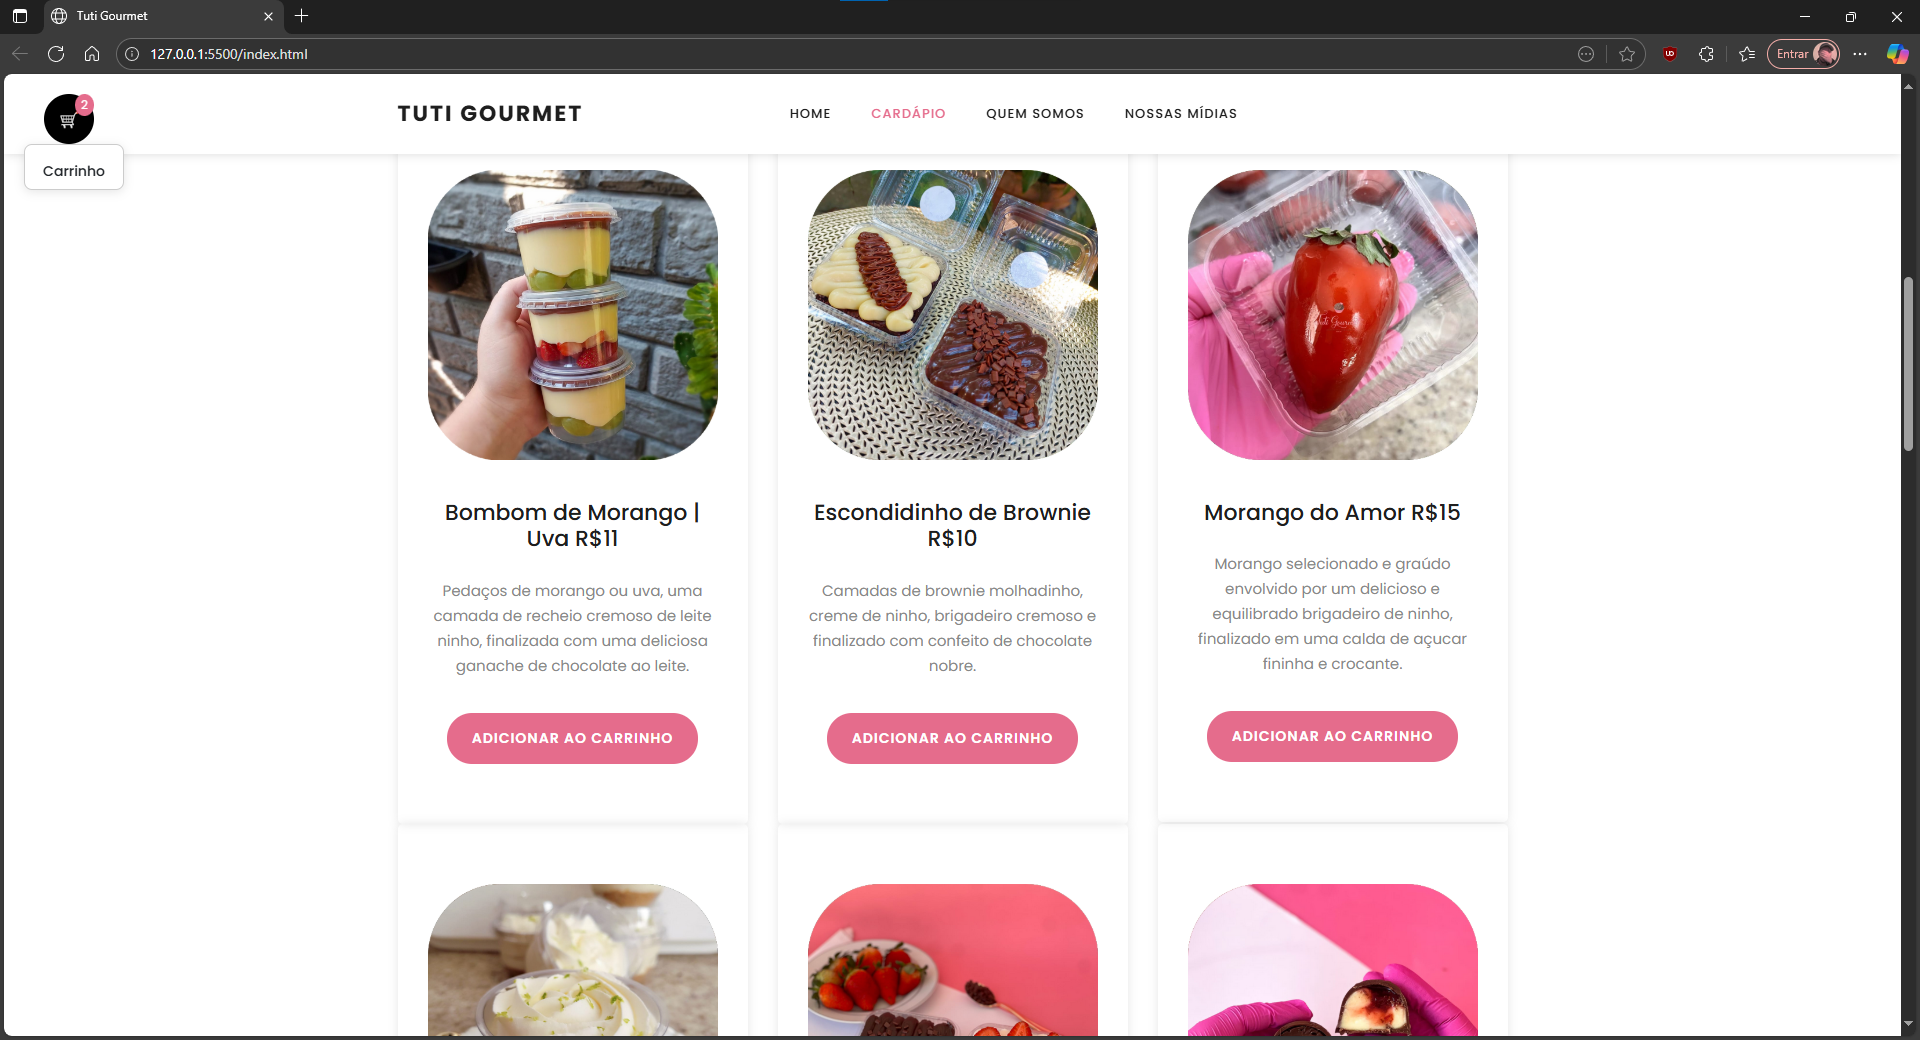 Tuti Gourmet
127.0.0.1:5500/index.html
Entrar
2
Carrinho
TUTI GOURMET
HOME
CARDÁPIO
QUEM SOMOS
NOSSAS MÍDIAS
Bombom de Morango |
Uva R$11
Pedaços de morango ou uva, uma
camada de recheio cremoso de leite
ninho, finalizada com uma deliciosa
ganache de chocolate ao leite.
ADICIONAR AO CARRINHO
Escondidinho de Brownie
R$10
Camadas de brownie molhadinho,
creme de ninho, brigadeiro cremoso e
finalizado com confeito de chocolate
nobre.
ADICIONAR AO CARRINHO
Tuti Gourmet
Morango do Amor R$15
Morango selecionado e graúdo
envolvido por um delicioso e
equilibrado brigadeiro de ninho,
finalizado em uma calda de açucar
fininha e crocante.
ADICIONAR AO CARRINHO